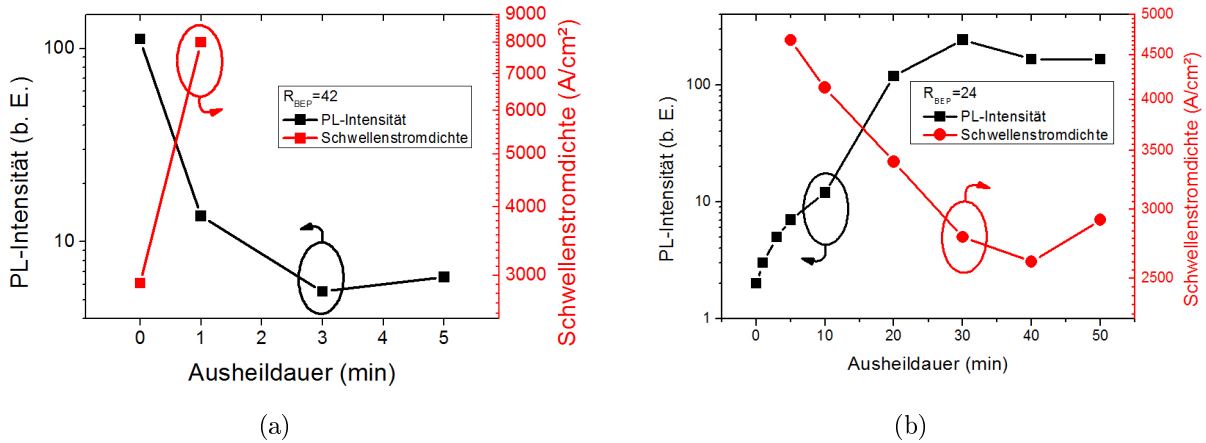 PL-Intensität (b. E.)
100
10
0
1
2
3
4
5
Ausheildauer (min)
9000
8000
7000
6000
5000
4000
3000
Schwellenstromdichte (A/cm²)
R_BEP=42
PL-Intensität
Schwellenstromdichte
(a)
PL-Intensität (b. E.)
100
10
1
0
10
20
30
40
50
Ausheildauer (min)
5000
4500
4000
3500
3000
2500
Schwellenstromdichte (A/cm²)
R_BEP=24
PL-Intensität
Schwellenstromdichte
(b)